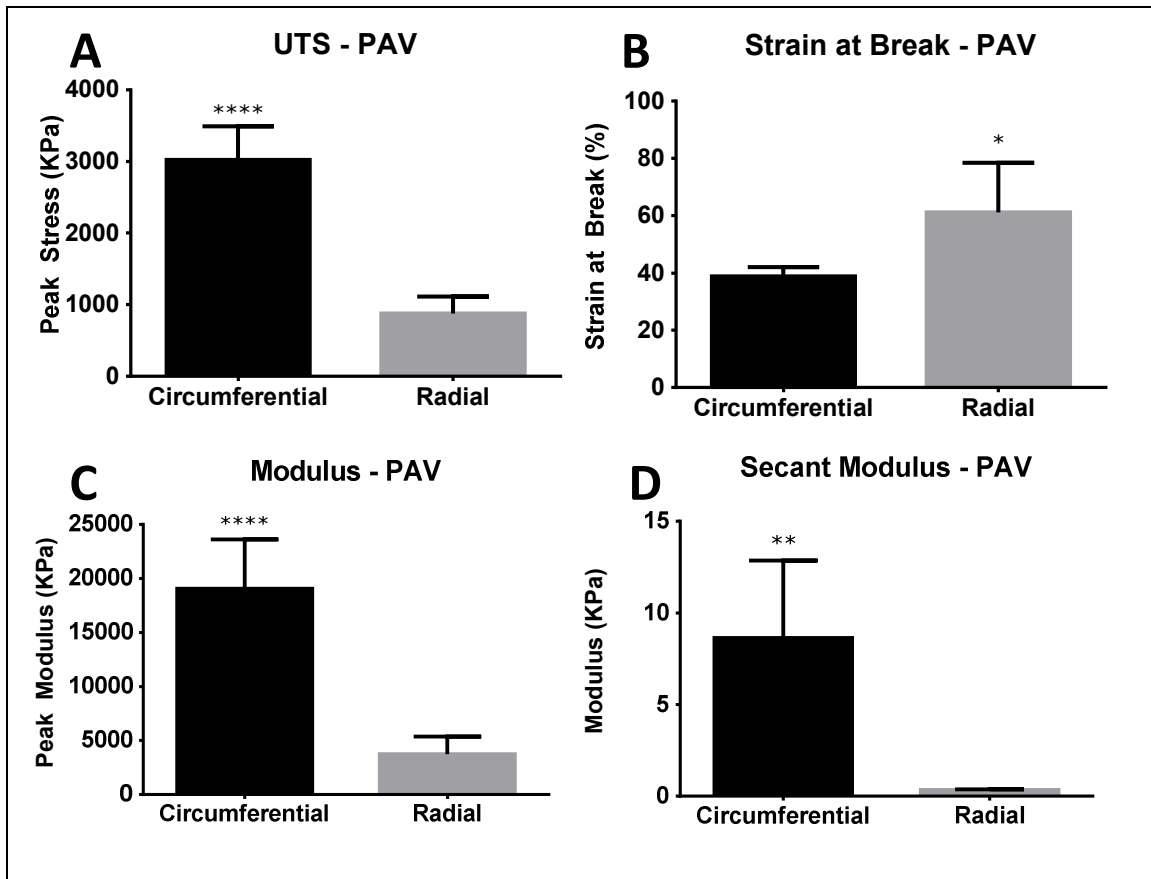 A
UTS - PAV
****
Peak Stress (KPa)
4000
3000
2000
1000
0
Circumferential
Radial
B
Strain at Break - PAV
*
Strain at Break (%)
100
80
60
40
20
0
Circumferential
Radial
C
Modulus - PAV
****
Peak Modulus (KPa)
25000
20000
15000
10000
5000
0
Circumferential
Radial
D
Secant Modulus - PAV
**
Modulus (KPa)
15
10
5
0
Circumferential
Radial